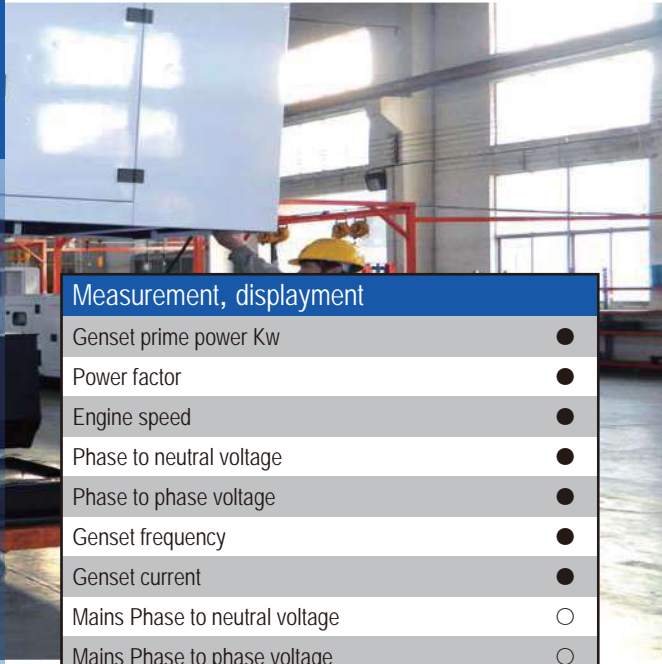 Measurement, displayment
Genset prime power Kw ●
Power factor ●
Engine speed ●
Phase to neutral voltage ●
Phase to phase voltage ●
Genset frequency ●
Genset current ●
Mains Phase to neutral voltage ○
Mains Phase to phase voltage ○